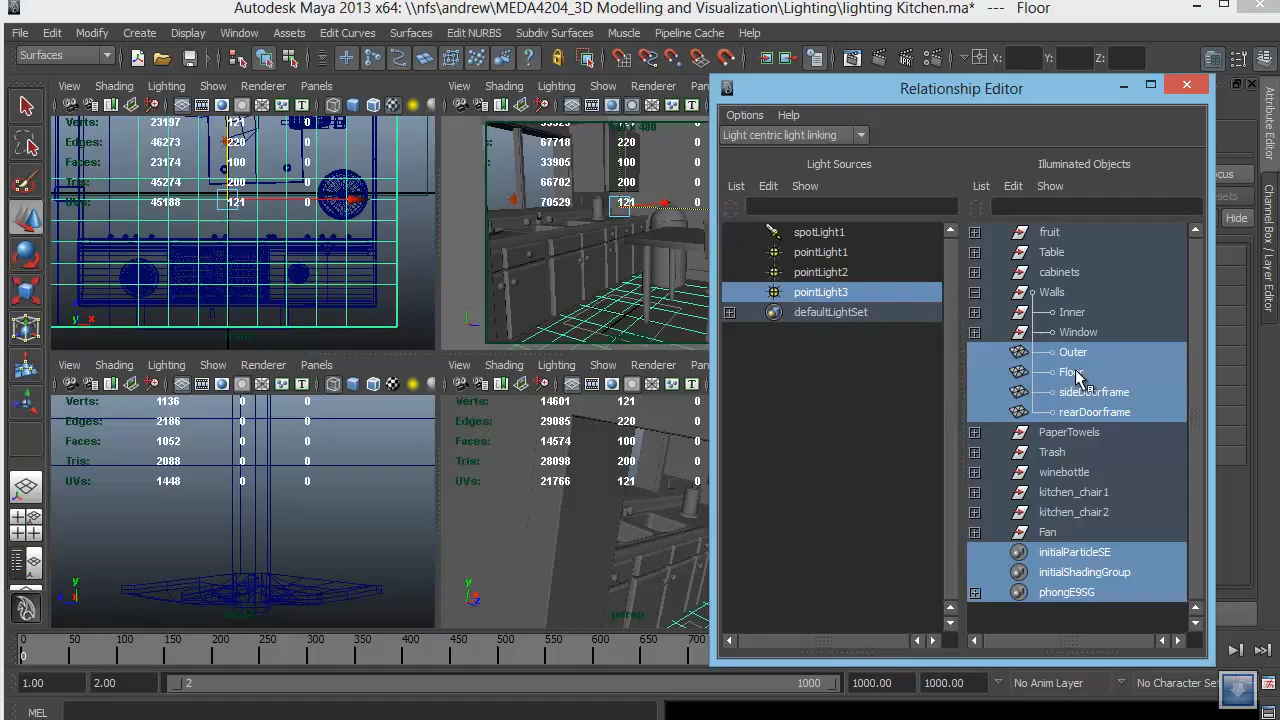 Autodesk Maya 2013 x64: \\nfs\andrew\MEDA4204_3D Modelling and Visualization\Lighting\lighting Kitchen.ma* --- Floor
File Edit Modify Create Display Window Assets Edit Curves Surfaces Edit NURBS Subdiv Surfaces Muscle Pipeline Cache Help
Surfaces X: Y: Z:
View Shading Lighting Show Renderer Panels
View Shading Lighting Show Renderer
Verts: 23197 121 0
Edges: 46273 220 0
Faces: 23174 100 0
Tris: 45274 200 0
UVs: 45188 121 0
67718 220 0
33905 100 0
66702 200 0
70529 121 0
View Shading Lighting Show Renderer Panels
View Shading Lighting Show Renderer
Verts: 1136 0 0
Edges: 2186 0 0
Faces: 1052 0 0
Tris: 2088 0 0
UVs: 1448 0 0
Verts: 14601 121 0
Edges: 29085 220 0
Faces: 14574 100 0
Tris: 28098 200 0
UVs: 21766 121 0
y
x
y
z
persp
Relationship Editor
Options Help
Light centric light linking
Light Sources
List Edit Show
spotLight1
pointLight1
pointLight2
pointLight3
defaultLightSet
Illuminated Objects
List Edit Show
fruit
Table
cabinets
Walls
Inner
Window
Outer
sideDoorframe
rearDoorframe
PaperTowels
Trash
winebottle
kitchen_chair1
kitchen_chair2
Fan
initialParticleSE
initialShadingGroup
phongE9SG
Hide
Attribute Editor
Channel Box / Layer Editor
0 50 100 150 200 250 300 350 400 450 500 550 600 650 700
0
1.00 2.00 2 1000 1000.00 1000.00 No Anim Layer No Character Set
MEL